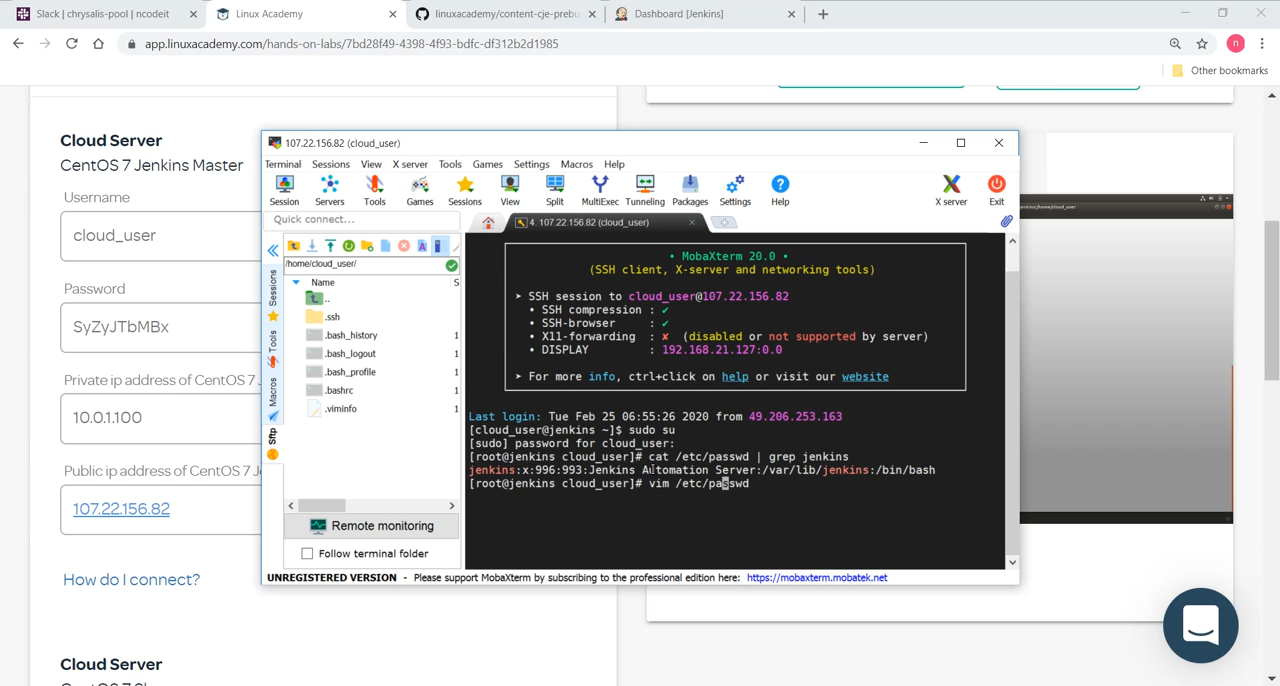 Slack | chrysalis-pool | ncodeit
Linux Academy
linuxacademy/content-cje-prebu
Dashboard [Jenkins]
app.linuxacademy.com/hands-on-labs/7bd28f49-4398-4f93-bdfc-df312b2d1985
n
Other bookmarks
Cloud Server
CentOS 7 Jenkins Master
Username
cloud_user
Password
SyZyJTbMBx
Private ip address of CentOS 7 J
10.0.1.100
Public ip address of CentOS 7 J
107.22.156.82
How do I connect?
Cloud Server
107.22.156.82 (cloud_user)
Terminal Sessions View X server Tools Games Settings Macros Help
Session Servers Tools Games Sessions View Split MultiExec Tunneling Packages Settings Help X server Exit
Quick connect...
4. 107.22.156.82 (cloud_user)
/home/cloud_user/
Name S
..
.ssh
.bash_history 1
.bash_logout 1
.bash_profile 1
.bashrc 1
.viminfo 1
Sessions
Tools
Macros
Sftp
Remote monitoring
Follow terminal folder
• MobaXterm 20.0 •
(SSH client, X-server and networking tools)
➤ SSH session to cloud_user@107.22.156.82
• SSH compression : ✔
• SSH-browser : ✔
• X11-forwarding : ✘ (disabled or not supported by server)
• DISPLAY : 192.168.21.127:0.0
➤ For more info, ctrl+click on help or visit our website
Last login: Tue Feb 25 06:55:26 2020 from 49.206.253.163
[cloud_user@jenkins ~]$ sudo su
[sudo] password for cloud_user:
[root@jenkins cloud_user]# cat /etc/passwd | grep jenkins
jenkins:x:996:993:Jenkins Automation Server:/var/lib/jenkins:/bin/bash
[root@jenkins cloud_user]# vim /etc/passwd
UNREGISTERED VERSION - Please support MobaXterm by subscribing to the professional edition here: https://mobaxterm.mobatek.net